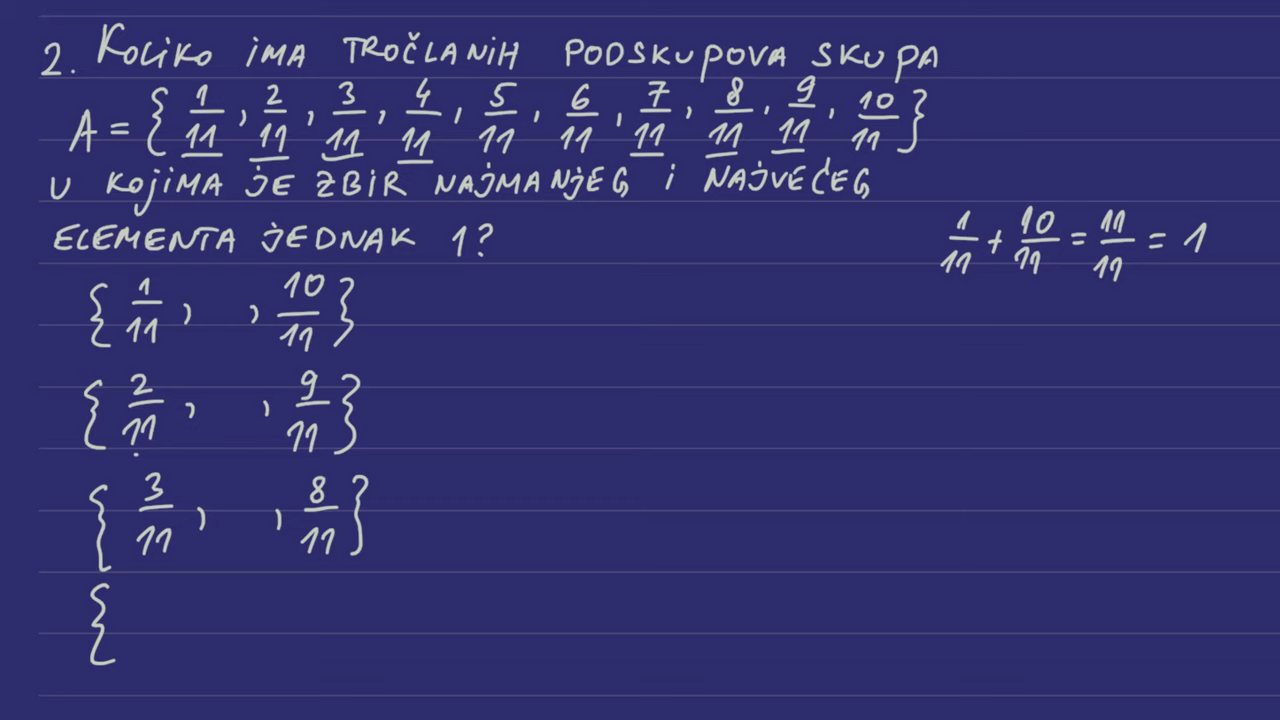 2. KOLIKO IMA TROČLANIH PODSKUPOVA SKUPA
A = { 1/11, 2/11, 3/11, 4/11, 5/11, 6/11, 7/11, 8/11, 9/11, 10/11 }
U KOJIMA JE ZBIR NAJMANJEG I NAJVEĆEG
ELEMENTA JEDNAK 1?
1/11 + 10/11 = 11/11 = 1
{ 1/11, , 10/11 }
{ 2/11, , 9/11 }
{ 3/11, , 8/11 }
{